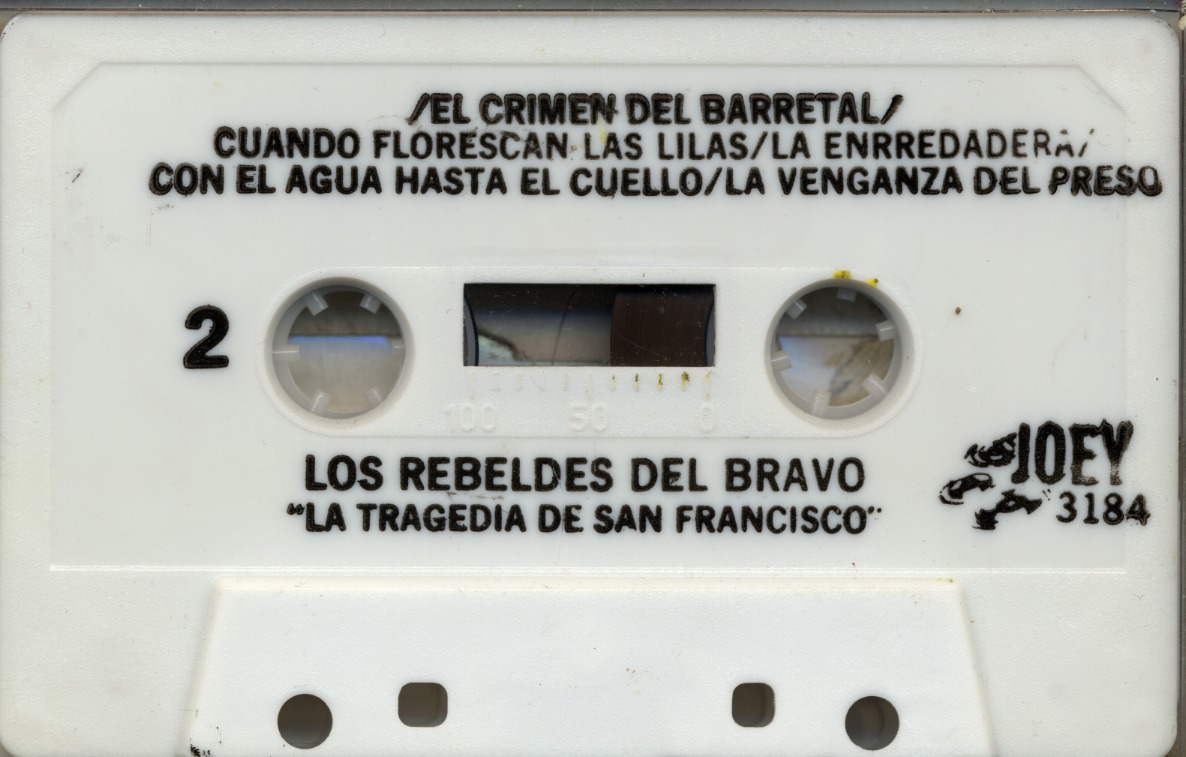 /EL CRIMEN DEL BARRETAL/
CUANDO FLORESCAN LAS LILAS/LA ENRREDADERA/
CON EL AGUA HASTA EL CUELLO/LA VENGANZA DEL PRESO
2
100 50 0
LOS REBELDES DEL BRAVO
"LA TRAGEDIA DE SAN FRANCISCO"
JOEY
3184